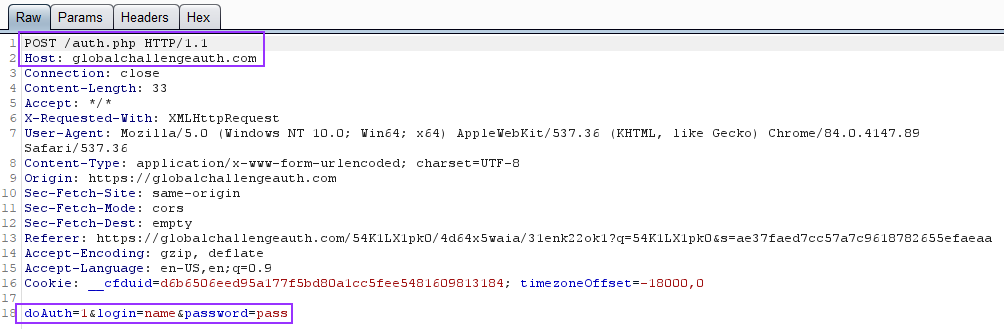 Raw Params Headers Hex
1 POST /auth.php HTTP/1.1
2 Host: globalchallengeauth.com
3 Connection: close
4 Content-Length: 33
5 Accept: */*
6 X-Requested-With: XMLHttpRequest
7 User-Agent: Mozilla/5.0 (Windows NT 10.0; Win64; x64) AppleWebKit/537.36 (KHTML, like Gecko) Chrome/84.0.4147.89
Safari/537.36
8 Content-Type: application/x-www-form-urlencoded; charset=UTF-8
9 Origin: https://globalchallengeauth.com
10 Sec-Fetch-Site: same-origin
11 Sec-Fetch-Mode: cors
12 Sec-Fetch-Dest: empty
13 Referer: https://globalchallengeauth.com/54K1LX1pk0/4d64x5waia/31enk22ok1?q=54K1LX1pk0&s=ae37faed7cc57a7c9618782655efaeaa
14 Accept-Encoding: gzip, deflate
15 Accept-Language: en-US,en;q=0.9
16 Cookie: __cfduid=d6b6506eed95a177f5bd80a1cc5fee5481609813184; timezoneOffset=-18000,0
17
18 doAuth=1&login=name&password=pass